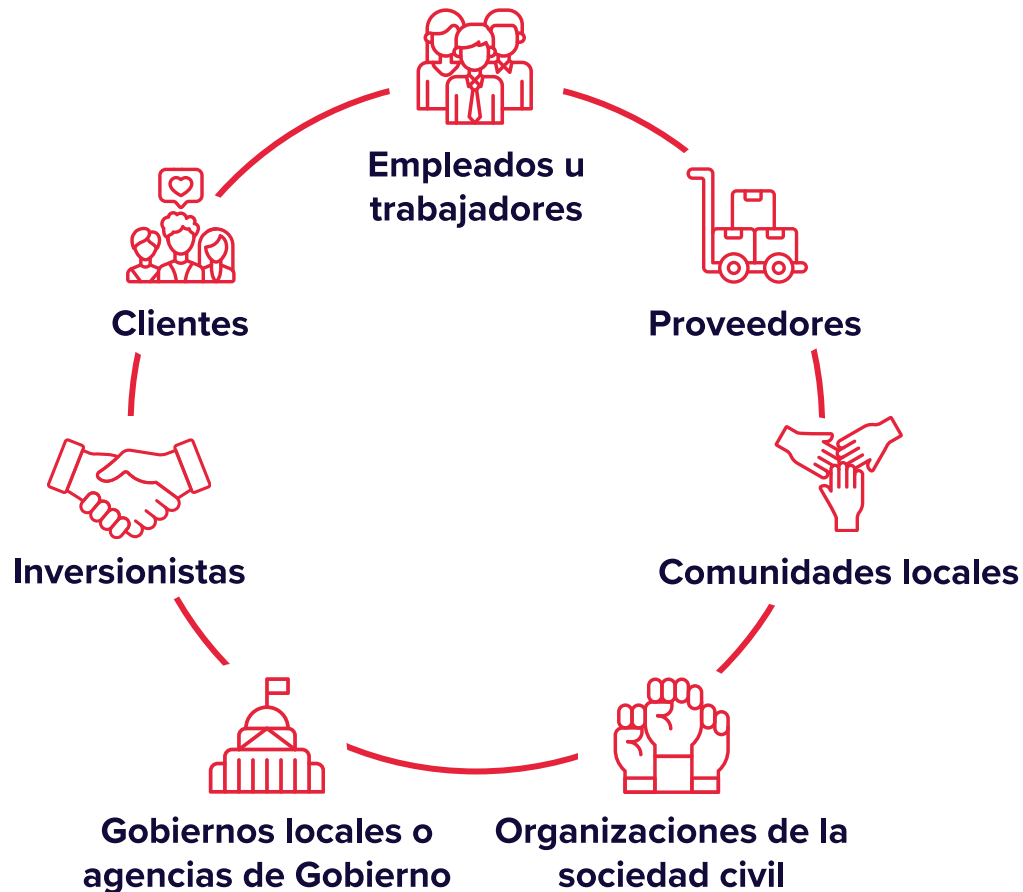 Empleados u
trabajadores
Clientes
Proveedores
Inversionistas
Comunidades locales
Gobiernos locales o
agencias de Gobierno
Organizaciones de la
sociedad civil